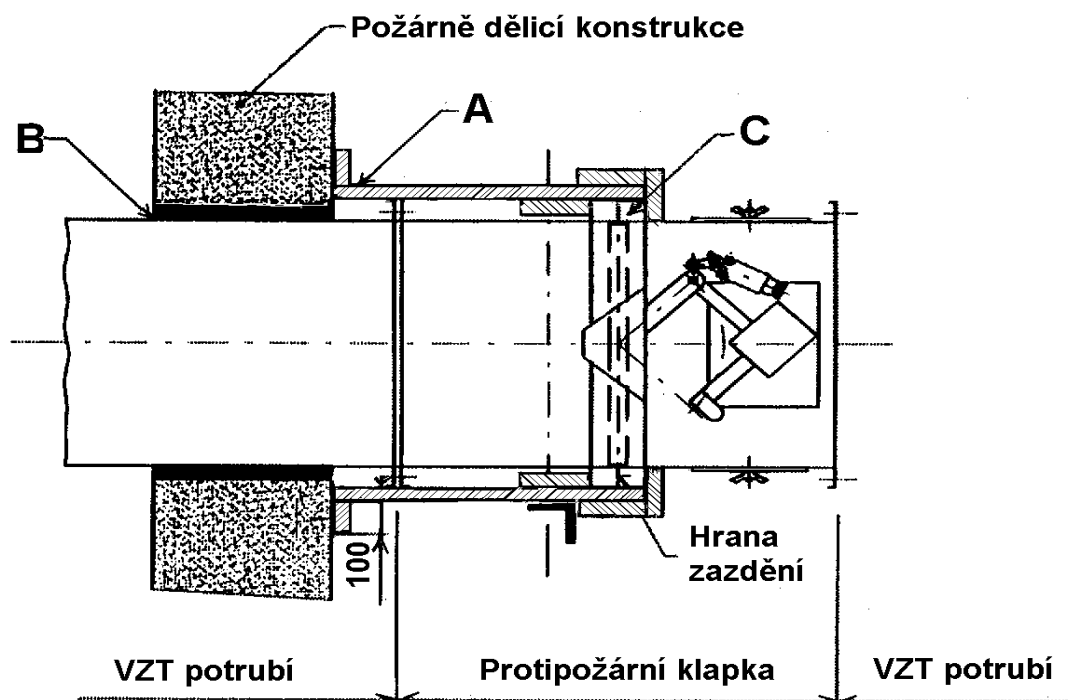 Požárně dělicí konstrukce
A
B
C
Hrana
zazdění
100
VZT potrubí
Protipožární klapka
VZT potrubí